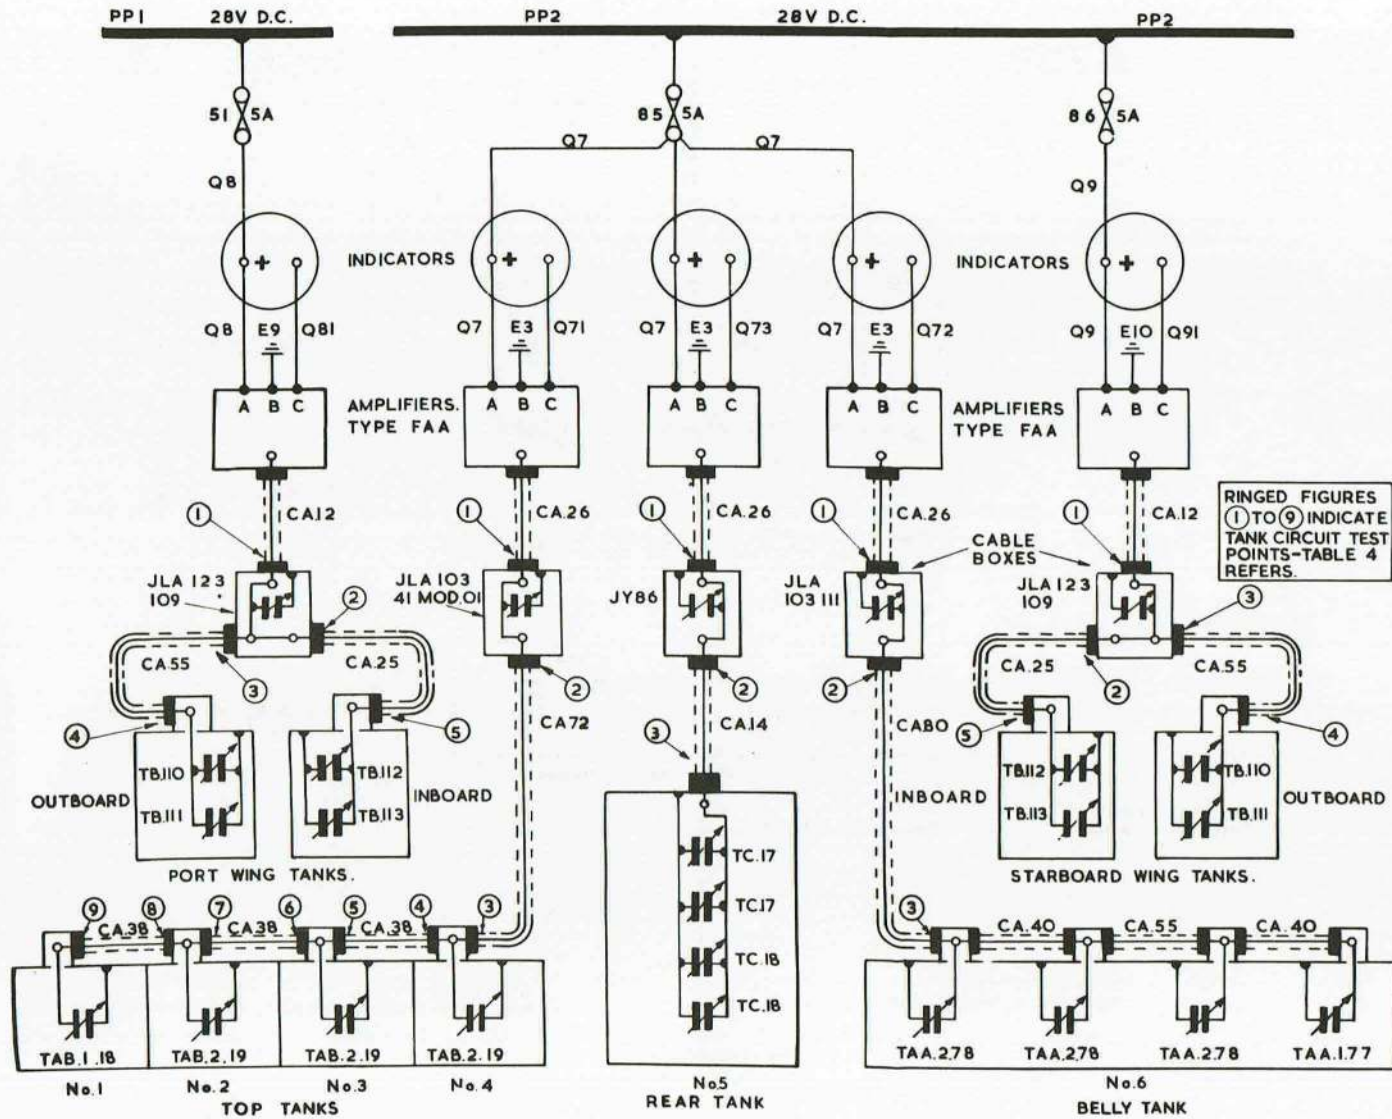 PP1 28V D.C. PP2 28V D.C. PP2
51 5A 85 5A 86 5A
Q7 Q7
Q8 Q9
INDICATORS INDICATORS
Q8 E9 Q81 Q7 E3 Q71 Q7 E3 Q73 Q7 E3 Q72 Q9 E10 Q91
A B C A B C A B C A B C A B C
AMPLIFIERS. TYPE FAA
AMPLIFIERS TYPE FAA
1 CA.12 1 CA.26 1 CA.26 1 CA.26 1 CA.12
RINGED FIGURES
1 TO 9 INDICATE
TANK CIRCUIT TEST
POINTS-TABLE 4
REFERS.
CABLE
BOXES
JLA 123
109
JLA 103
41 MOD.01
JY86
JLA
103 111
JLA 123
109
2 3
CA.55 CA.25 CA.25 CA.55
3 2 2 2 2
4 5 CA72 3 CA.14 CA80 5 4
TB.110 TB.112 TB.112 TB.110
OUTBOARD INBOARD INBOARD OUTBOARD
TB.111 TB.113 TB.113 TB.111
PORT WING TANKS. STARBOARD WING TANKS.
TC.17
TC.17
TC.18
TC.18
9 CA.38 8 7 CA.38 6 5 CA.38 4 3
3 CA.40 CA.55 CA.40
TAB.1.18 TAB.2.19 TAB.2.19 TAB.2.19
TAA.2.78 TAA.2.78 TAA.2.78 TAA.1.77
No.1 No.2 No.3 No.4 No.5 No.6
TOP TANKS REAR TANK BELLY TANK